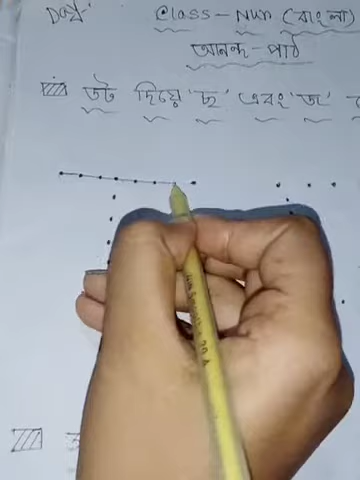 Day
Class - Nur (বাংলা)
আনন্দ - পাঠ
ডট দিয়ে 'চ' এবং 'জ'